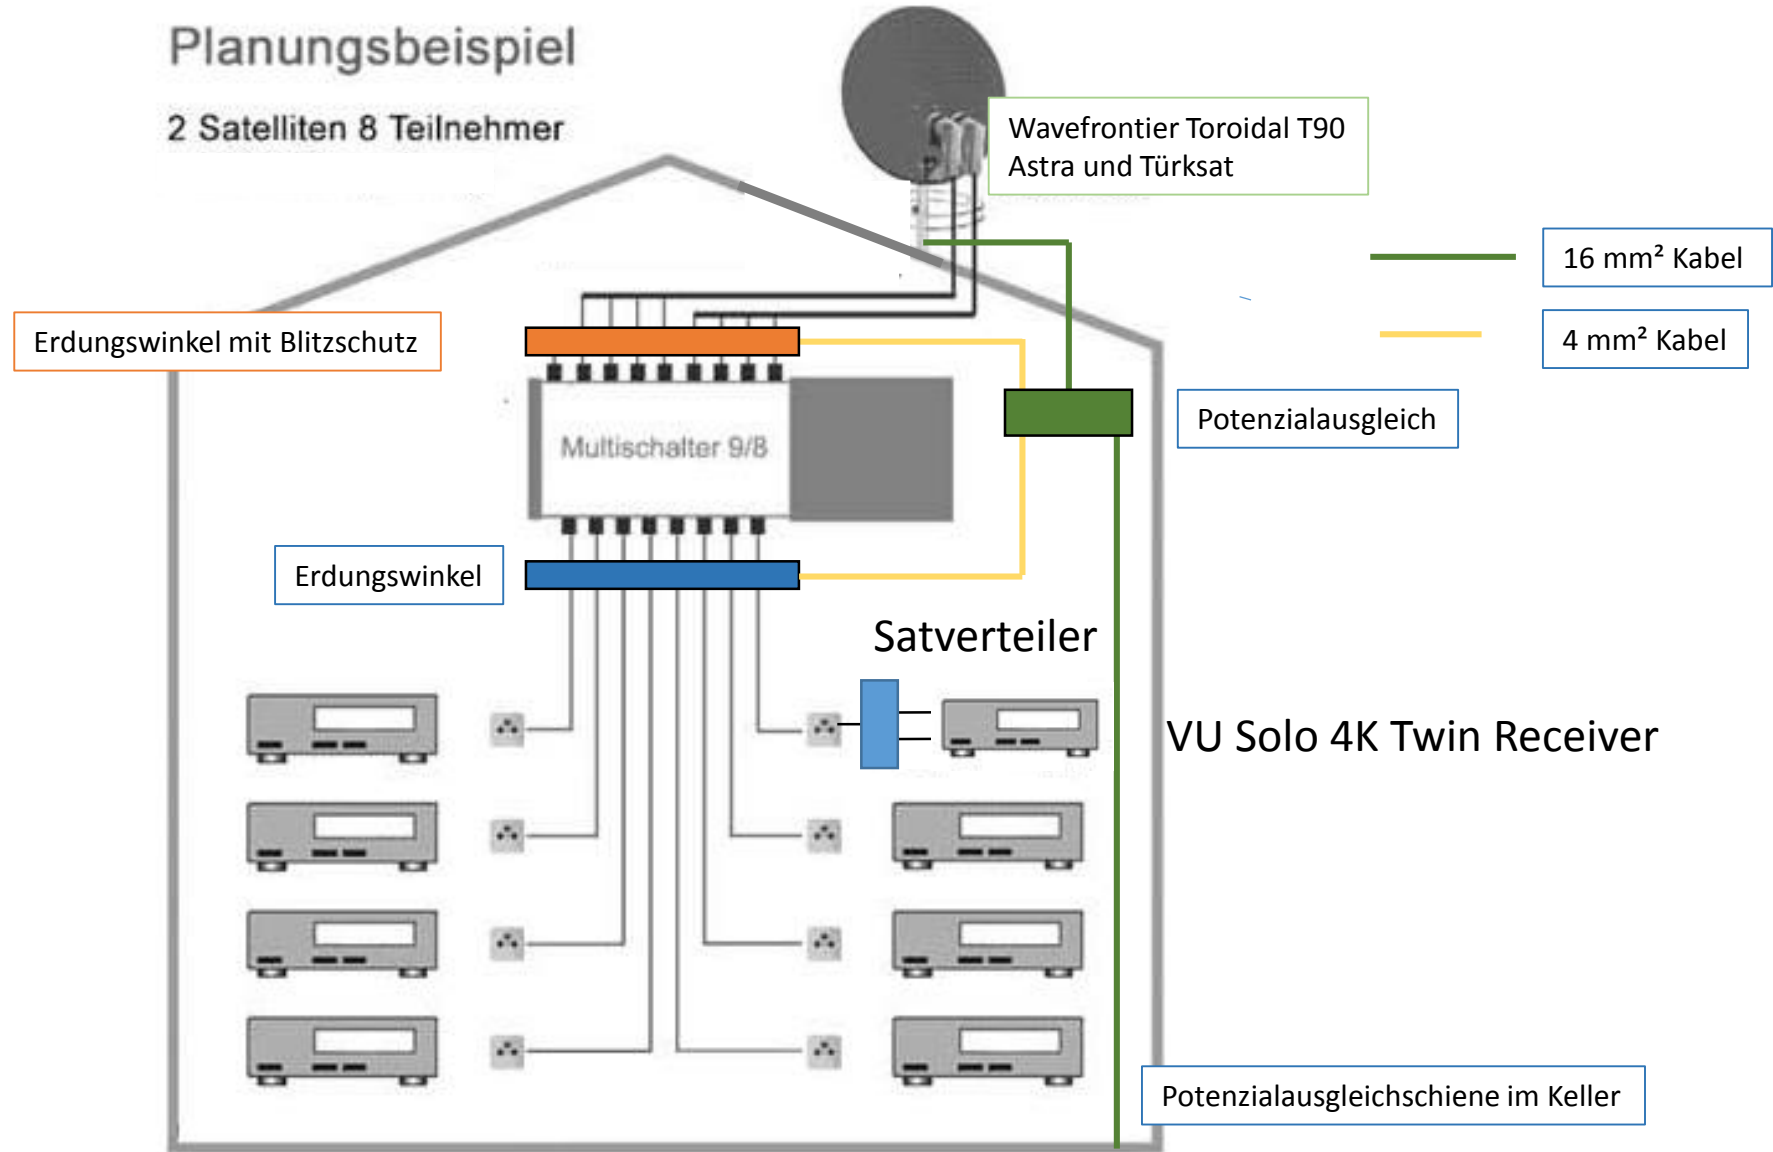 Planungsbeispiel
2 Satelliten 8 Teilnehmer
Wavefrontier Toroidal T90
Astra und Türksat
16 mm² Kabel
4 mm² Kabel
Erdungswinkel mit Blitzschutz
Potenzialausgleich
Multischalter 9/8
Erdungswinkel
Satverteiler
VU Solo 4K Twin Receiver
Potenzialausgleichschiene im Keller